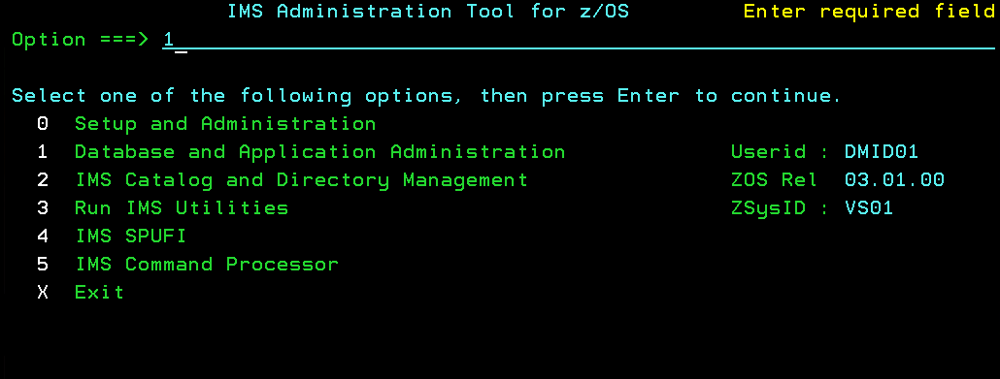 IMS Administration Tool for z/OS Enter required field
Option ===> 1_
Select one of the following options, then press Enter to continue.
0 Setup and Administration
1 Database and Application Administration Userid : DMID01
2 IMS Catalog and Directory Management ZOS Rel 03.01.00
3 Run IMS Utilities ZSysID : VS01
4 IMS SPUFI
5 IMS Command Processor
X Exit